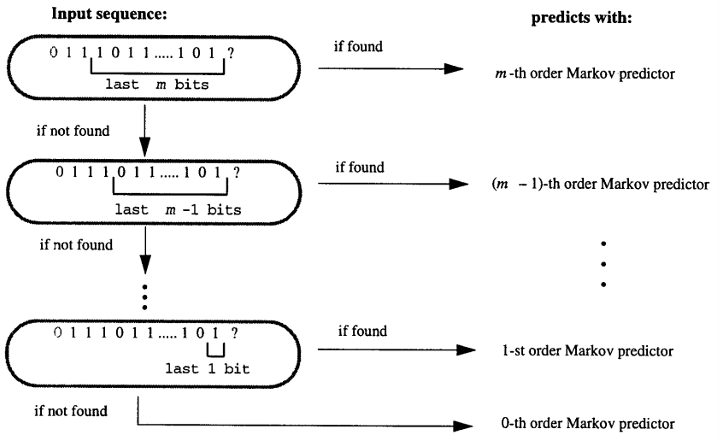 Input sequence:
predicts with:
0 1 1 1 0 1 1 ..... 1 0 1 ?
last m bits
if found
m-th order Markov predictor
if not found
0 1 1 1 0 1 1 ..... 1 0 1 ?
last m -1 bits
if found
(m – 1)-th order Markov predictor
if not found
0 1 1 1 0 1 1 ..... 1 0 1 ?
last 1 bit
if found
1-st order Markov predictor
if not found
0-th order Markov predictor